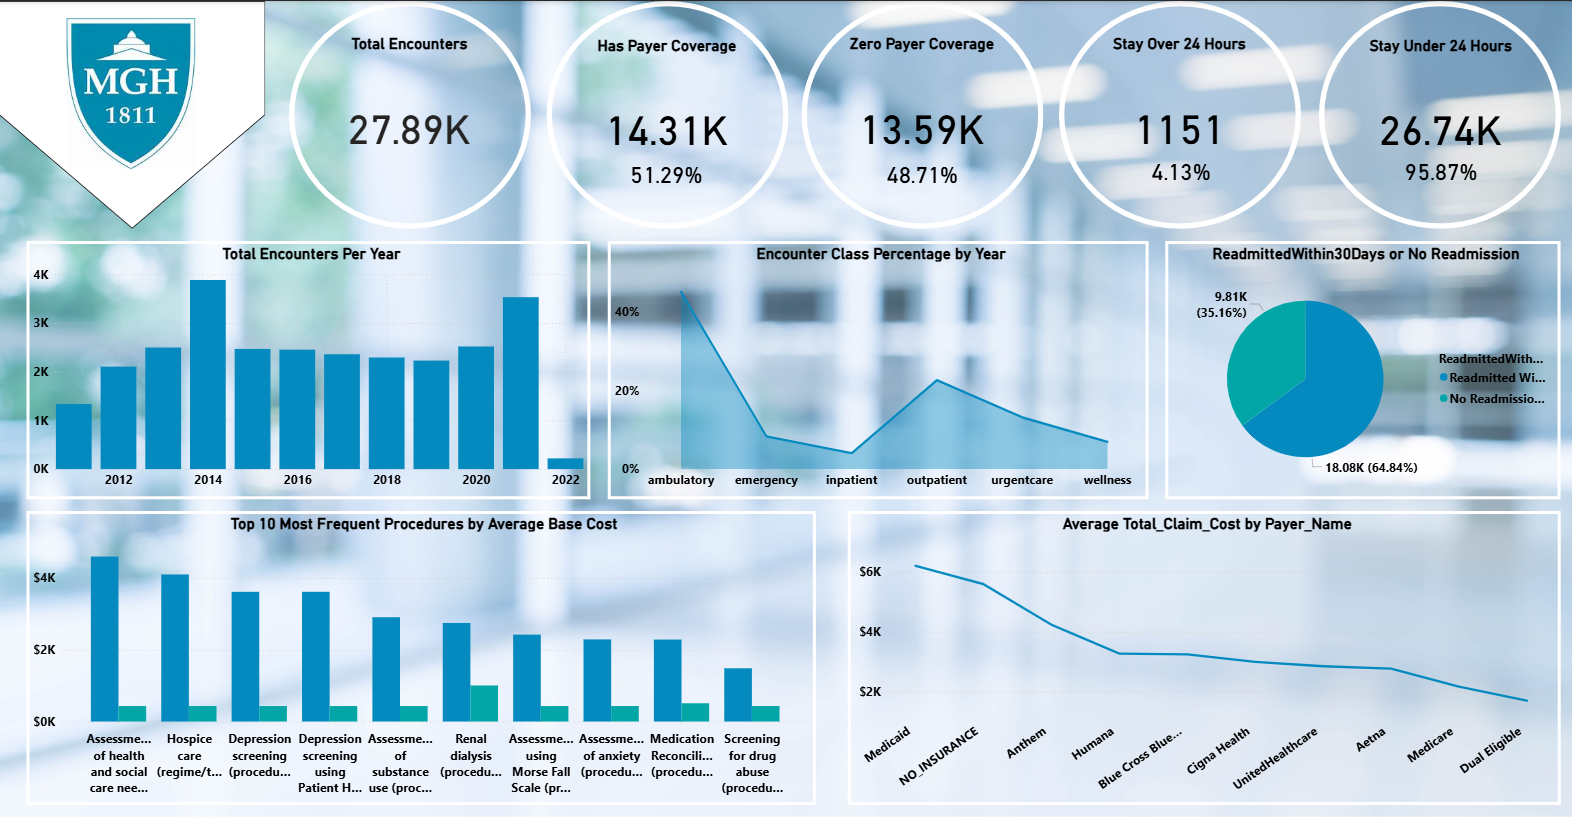 MGH
1811
Total Encounters
27.89K
Has Payer Coverage
14.31K
51.29%
Zero Payer Coverage
13.59K
48.71%
Stay Over 24 Hours
1151
4.13%
Stay Under 24 Hours
26.74K
95.87%
Total Encounters Per Year
4K
3K
2K
1K
0K
2012
2014
2016
2018
2020
2022
Encounter Class Percentage by Year
40%
20%
0%
ambulatory
emergency
inpatient
outpatient
urgentcare
wellness
ReadmittedWithin30Days or No Readmission
9.81K
(35.16%)
18.08K (64.84%)
ReadmittedWith...
Readmitted Wi...
No Readmissio...
Top 10 Most Frequent Procedures by Average Base Cost
$4K
$2K
$0K
Assessme...
of health
and social
care nee...
Hospice
care
(regime/t...
Depression
screening
(procedu...
Depression
screening
using
Patient H...
Assessme...
of
substance
use (proc...
Renal
dialysis
(procedu...
Assessme...
using
Morse Fall
Scale (pr...
Assessme...
of anxiety
(procedu...
Medication
Reconcili...
(procedu...
Screening
for drug
abuse
(procedu...
Average Total_Claim_Cost by Payer_Name
$6K
$4K
$2K
Medicaid
NO_INSURANCE
Anthem
Humana
Blue Cross Blue...
Cigna Health
UnitedHealthcare
Aetna
Medicare
Dual Eligible